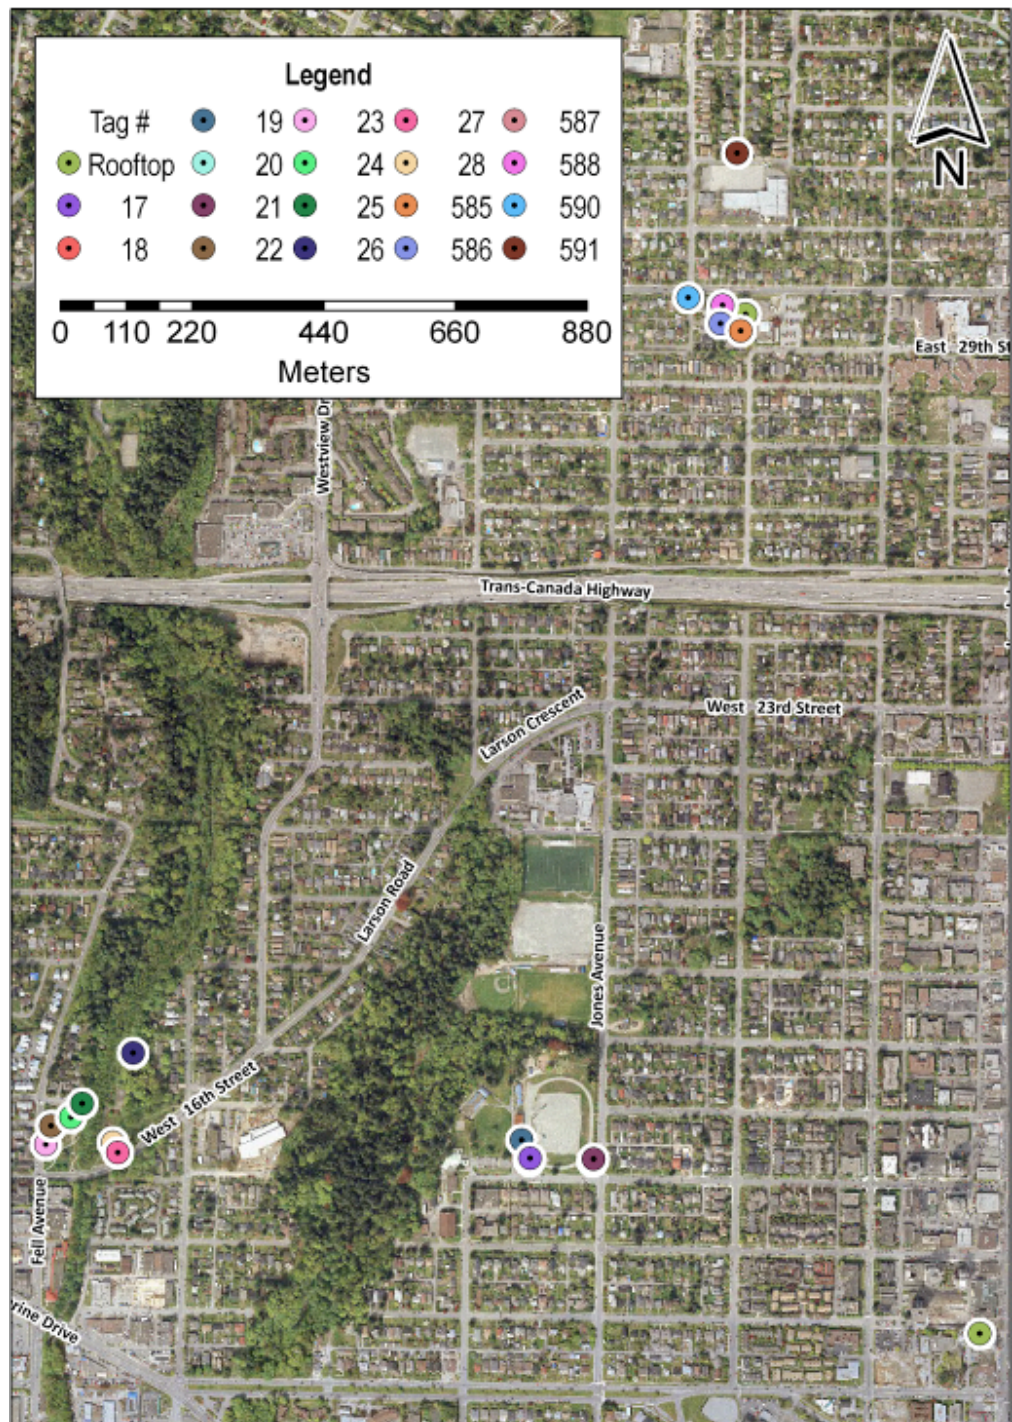 Legend
Tag # 19 23 27 587
Rooftop 20 24 28 588
17 21 25 585 590
18 22 26 586 591
0 110 220 440 660 880
Meters
N
East 29th St
Westview Dr
Trans-Canada Highway
West 23rd Street
Larson Crescent
Larson Road
Jones Avenue
West 16th Street
Fell Avenue
rine Drive